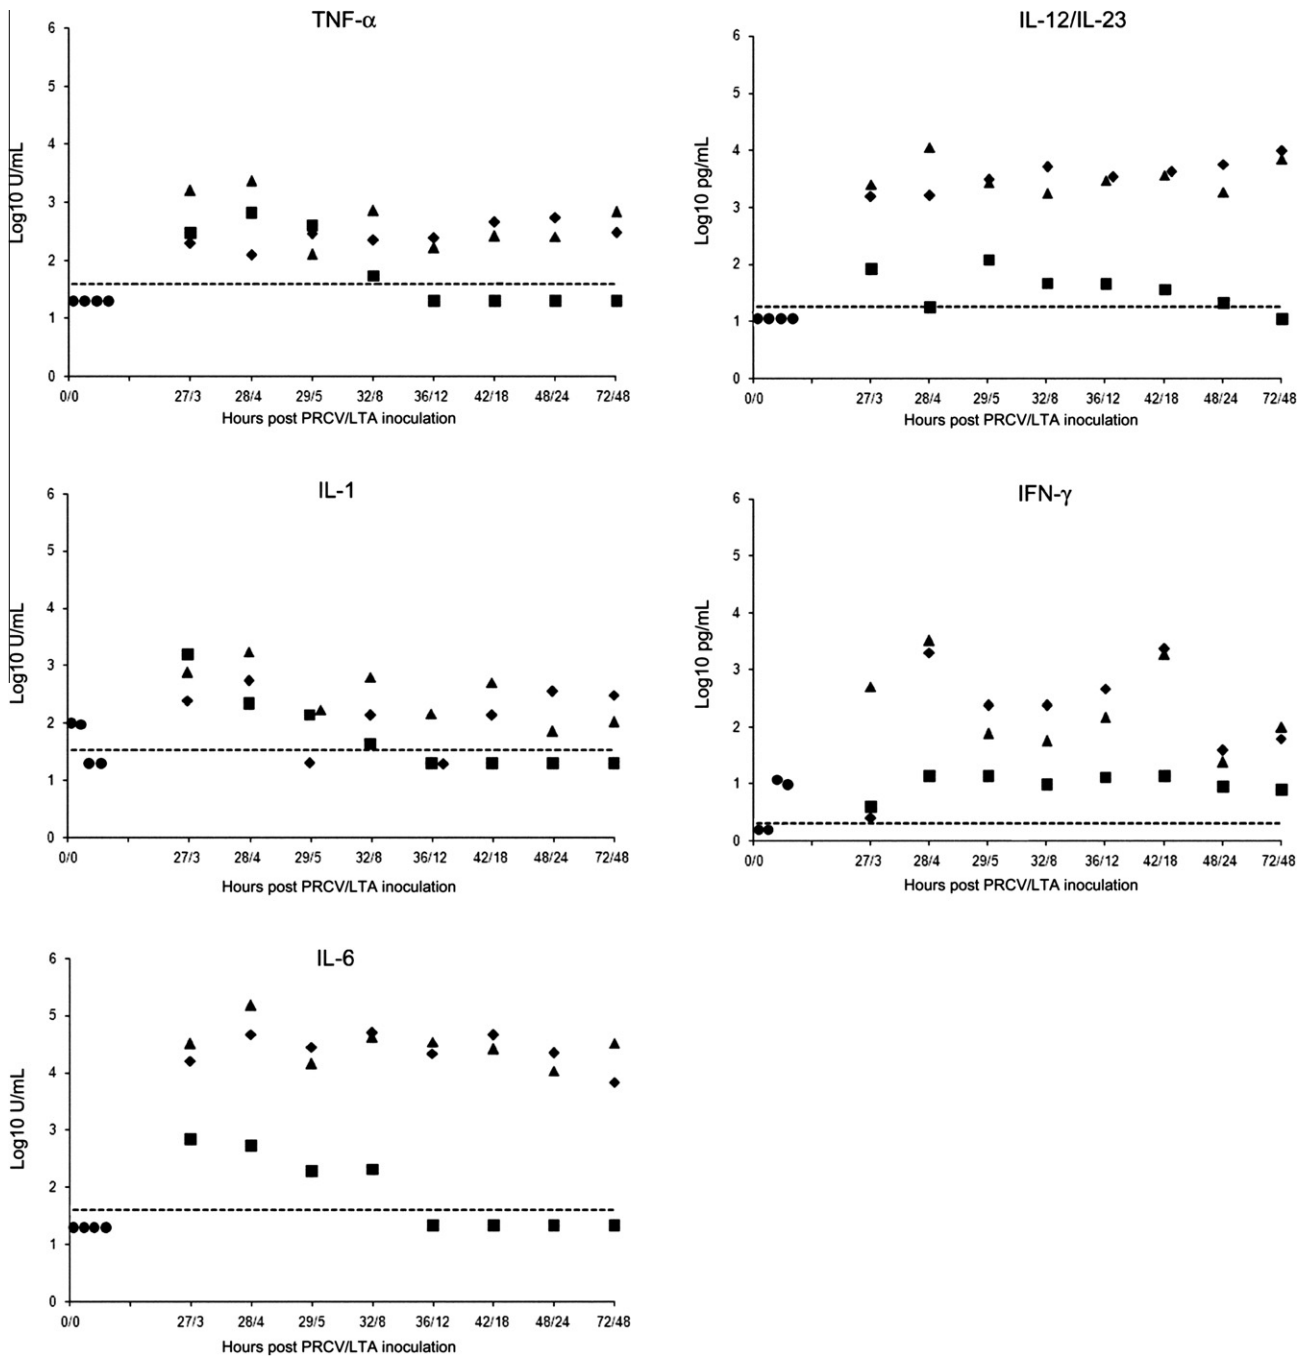 TNF-α
Log10 U/mL
6
5
4
3
2
1
0
0/0 27/3 28/4 29/5 32/8 36/12 42/18 48/24 72/48
Hours post PRCV/LTA inoculation
IL-12/IL-23
Log10 pg/mL
6
5
4
3
2
1
0
0/0 27/3 28/4 29/5 32/8 36/12 42/18 48/24 72/48
Hours post PRCV/LTA inoculation
IL-1
Log10 U/mL
6
5
4
3
2
1
0
0/0 27/3 28/4 29/5 32/8 36/12 42/18 48/24 72/48
Hours post PRCV/LTA inoculation
IFN-γ
Log10 pg/mL
6
5
4
3
2
1
0
0/0 27/3 28/4 29/5 32/8 36/12 42/18 48/24 72/48
Hours post PRCV/LTA inoculation
IL-6
Log10 U/mL
6
5
4
3
2
1
0
0/0 27/3 28/4 29/5 32/8 36/12 42/18 48/24 72/48
Hours post PRCV/LTA inoculation